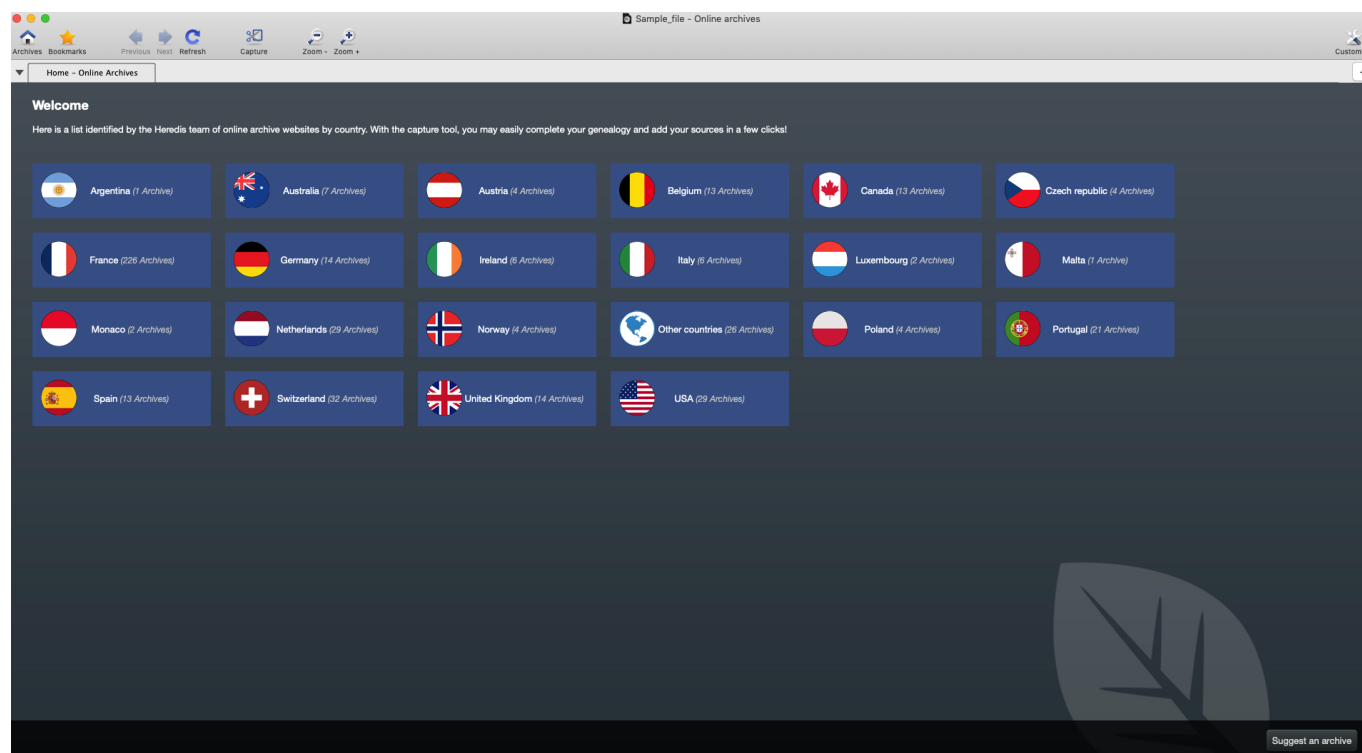 Sample_file - Online archives
Archives Bookmarks Previous Next Refresh Capture Zoom - Zoom +
Home - Online Archives
Welcome
Here is a list identified by the Heredis team of online archive websites by country. With the capture tool, you may easily complete your genealogy and add your sources in a few clicks!
Argentina (1 Archive) Australia (7 Archives) Austria (4 Archives) Belgium (13 Archives) Canada (13 Archives) Czech republic (4 Archives)
France (226 Archives) Germany (14 Archives) Ireland (6 Archives) Italy (6 Archives) Luxembourg (2 Archives) Malta (1 Archive)
Monaco (2 Archives) Netherlands (29 Archives) Norway (4 Archives) Other countries (26 Archives) Poland (4 Archives) Portugal (21 Archives)
Spain (13 Archives) Switzerland (32 Archives) United Kingdom (14 Archives) USA (29 Archives)
Suggest an archive